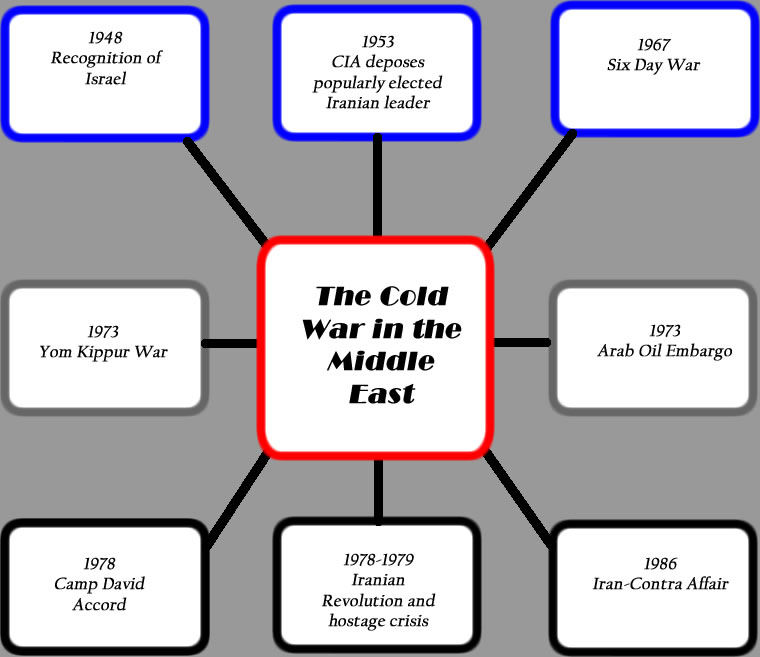 1948
Recognition of
Israel
1953
CIA deposes
popularly elected
Iranian leader
1967
Six Day War
The Cold
War in the
Middle
East
1973
Yom Kippur War
1973
Arab Oil Embargo
1978
Camp David
Accord
1978-1979
Iranian
Revolution and
hostage crisis
1986
Iran-Contra Affair